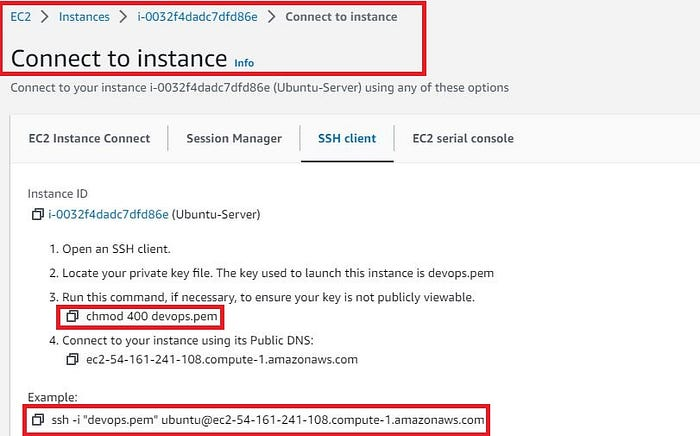 EC2 > Instances > i-0032f4dadc7dfd86e > Connect to instance
Connect to instance Info
Connect to your instance i-0032f4dadc7dfd86e (Ubuntu-Server) using any of these options
EC2 Instance Connect Session Manager SSH client EC2 serial console
Instance ID
i-0032f4dadc7dfd86e (Ubuntu-Server)
1. Open an SSH client.
2. Locate your private key file. The key used to launch this instance is devops.pem
3. Run this command, if necessary, to ensure your key is not publicly viewable.
chmod 400 devops.pem
4. Connect to your instance using its Public DNS:
ec2-54-161-241-108.compute-1.amazonaws.com
Example:
ssh -i "devops.pem" ubuntu@ec2-54-161-241-108.compute-1.amazonaws.com